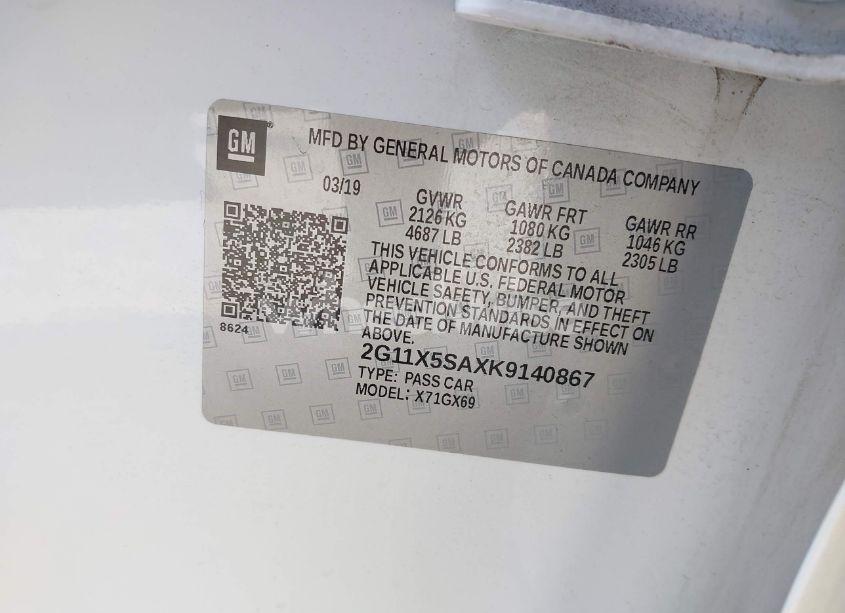 GM
MFD BY GENERAL MOTORS OF CANADA COMPANY
03/19
GVWR
2126 KG
4687 LB
GAWR FRT
1080 KG
2382 LB
GAWR RR
1046 KG
2305 LB
THIS VEHICLE CONFORMS TO ALL
APPLICABLE U.S. FEDERAL MOTOR
VEHICLE SAFETY, BUMPER, AND THEFT
PREVENTION STANDARDS IN EFFECT ON
THE DATE OF MANUFACTURE SHOWN
ABOVE.
8624
2G11X5SAXK9140867
TYPE: PASS CAR
MODEL: X71GX69